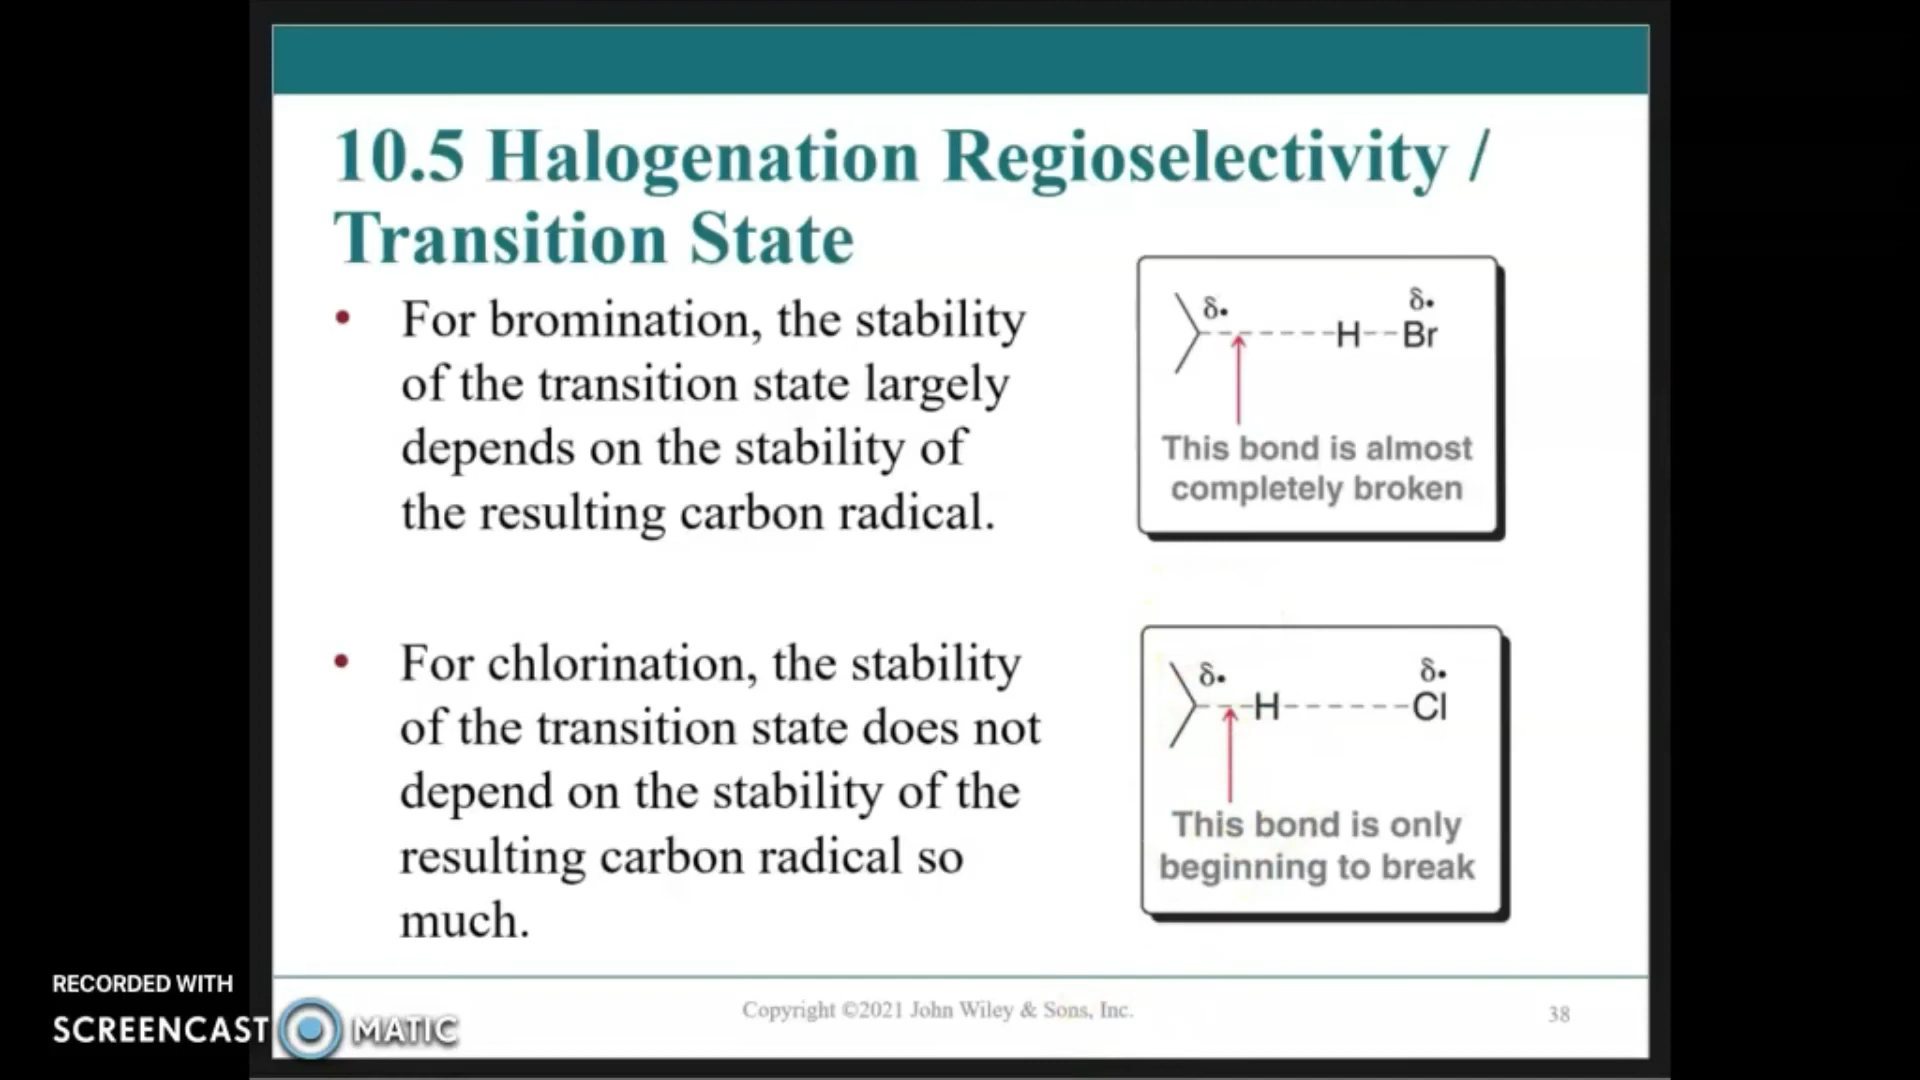 10.5 Halogenation Regioselectivity /
Transition State
• For bromination, the stability
of the transition state largely
depends on the stability of
the resulting carbon radical.
δ• δ•
H Br
This bond is almost
completely broken
• For chlorination, the stability
of the transition state does not
depend on the stability of the
resulting carbon radical so
much.
δ• δ•
H Cl
This bond is only
beginning to break
Copyright ©2021 John Wiley & Sons, Inc.
38
RECORDED WITH
SCREENCAST MATIC